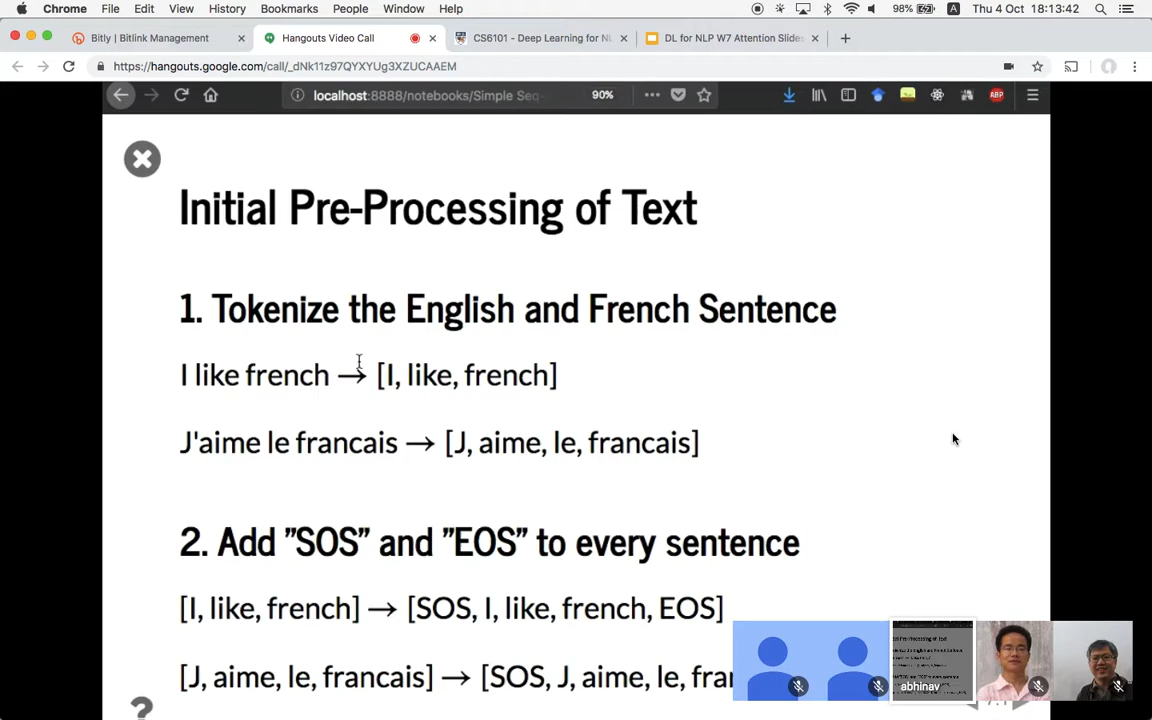 Chrome File Edit View History Bookmarks People Window Help 98% A Thu 4 Oct 18:13:42
Bitly | Bitlink Management Hangouts Video Call CS6101 - Deep Learning for NL DL for NLP W7 Attention Slides
https://hangouts.google.com/call/_dNk11z97QYXYUg3XZUCAAEM
localhost:8888/notebooks/Simple Seq 90% ABP
Initial Pre-Processing of Text
1. Tokenize the English and French Sentence
I like french → [I, like, french]
J'aime le francais → [J, aime, le, francais]
2. Add "SOS" and "EOS" to every sentence
[I, like, french] → [SOS, I, like, french, EOS]
[J, aime, le, francais] → [SOS, J, aime, le, fra
abhinav
?